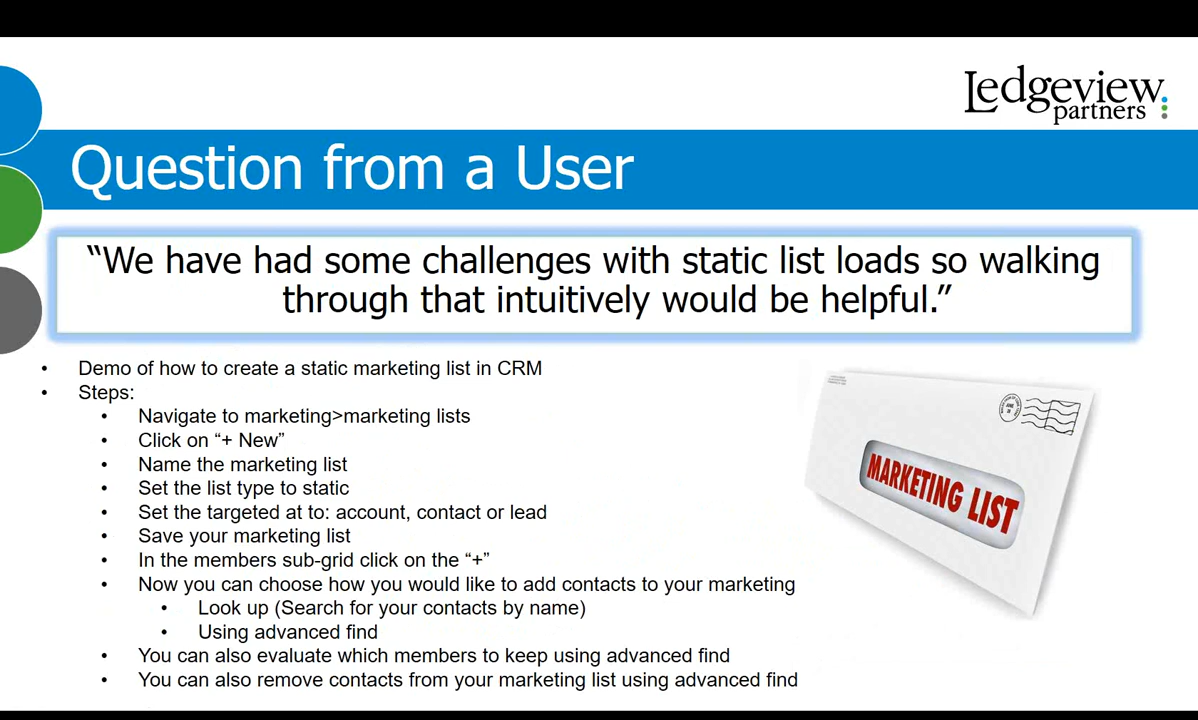 Ledgeview
partners
Question from a User
“We have had some challenges with static list loads so walking
through that intuitively would be helpful.”
• Demo of how to create a static marketing list in CRM
• Steps:
• Navigate to marketing>marketing lists
• Click on “+ New”
• Name the marketing list
• Set the list type to static
• Set the targeted at to: account, contact or lead
• Save your marketing list
• In the members sub-grid click on the “+”
• Now you can choose how you would like to add contacts to your marketing
• Look up (Search for your contacts by name)
• Using advanced find
• You can also evaluate which members to keep using advanced find
• You can also remove contacts from your marketing list using advanced find
MARKETING LIST